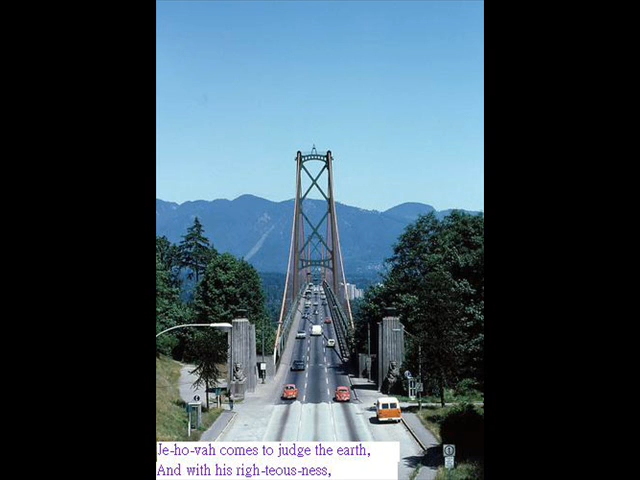 Je-ho-vah comes to judge the earth,
And with his righ-teous-ness,